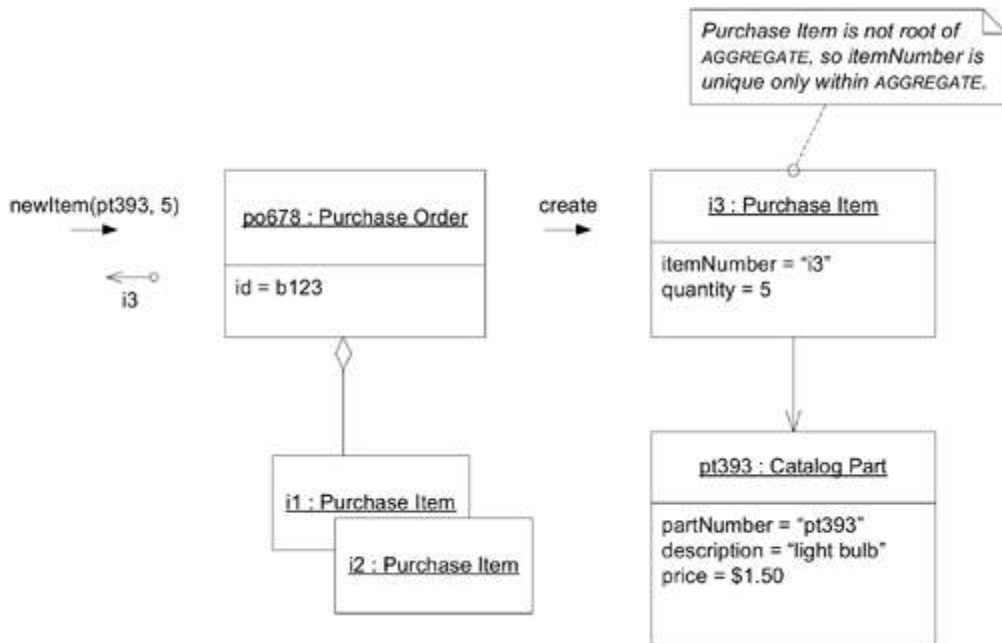 Purchase Item is not root of
AGGREGATE, so itemNumber is
unique only within AGGREGATE.
newItem(pt393, 5)
i3
po678 : Purchase Order
id = b123
create
i3 : Purchase Item
itemNumber = “i3”
quantity = 5
i1 : Purchase Item
i2 : Purchase Item
pt393 : Catalog Part
partNumber = “pt393”
description = “light bulb”
price = $1.50